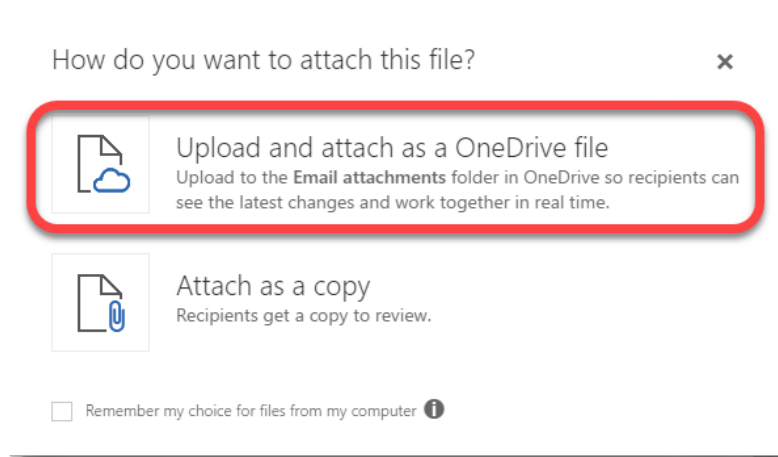 How do you want to attach this file?
Upload and attach as a OneDrive file
Upload to the Email attachments folder in OneDrive so recipients can
see the latest changes and work together in real time.
Attach as a copy
Recipients get a copy to review.
Remember my choice for files from my computer